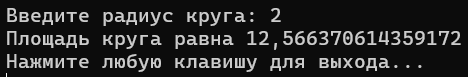 Введите радиус круга: 2
Площадь круга равна 12,566370614359172
Нажмите любую клавишу для выхода...